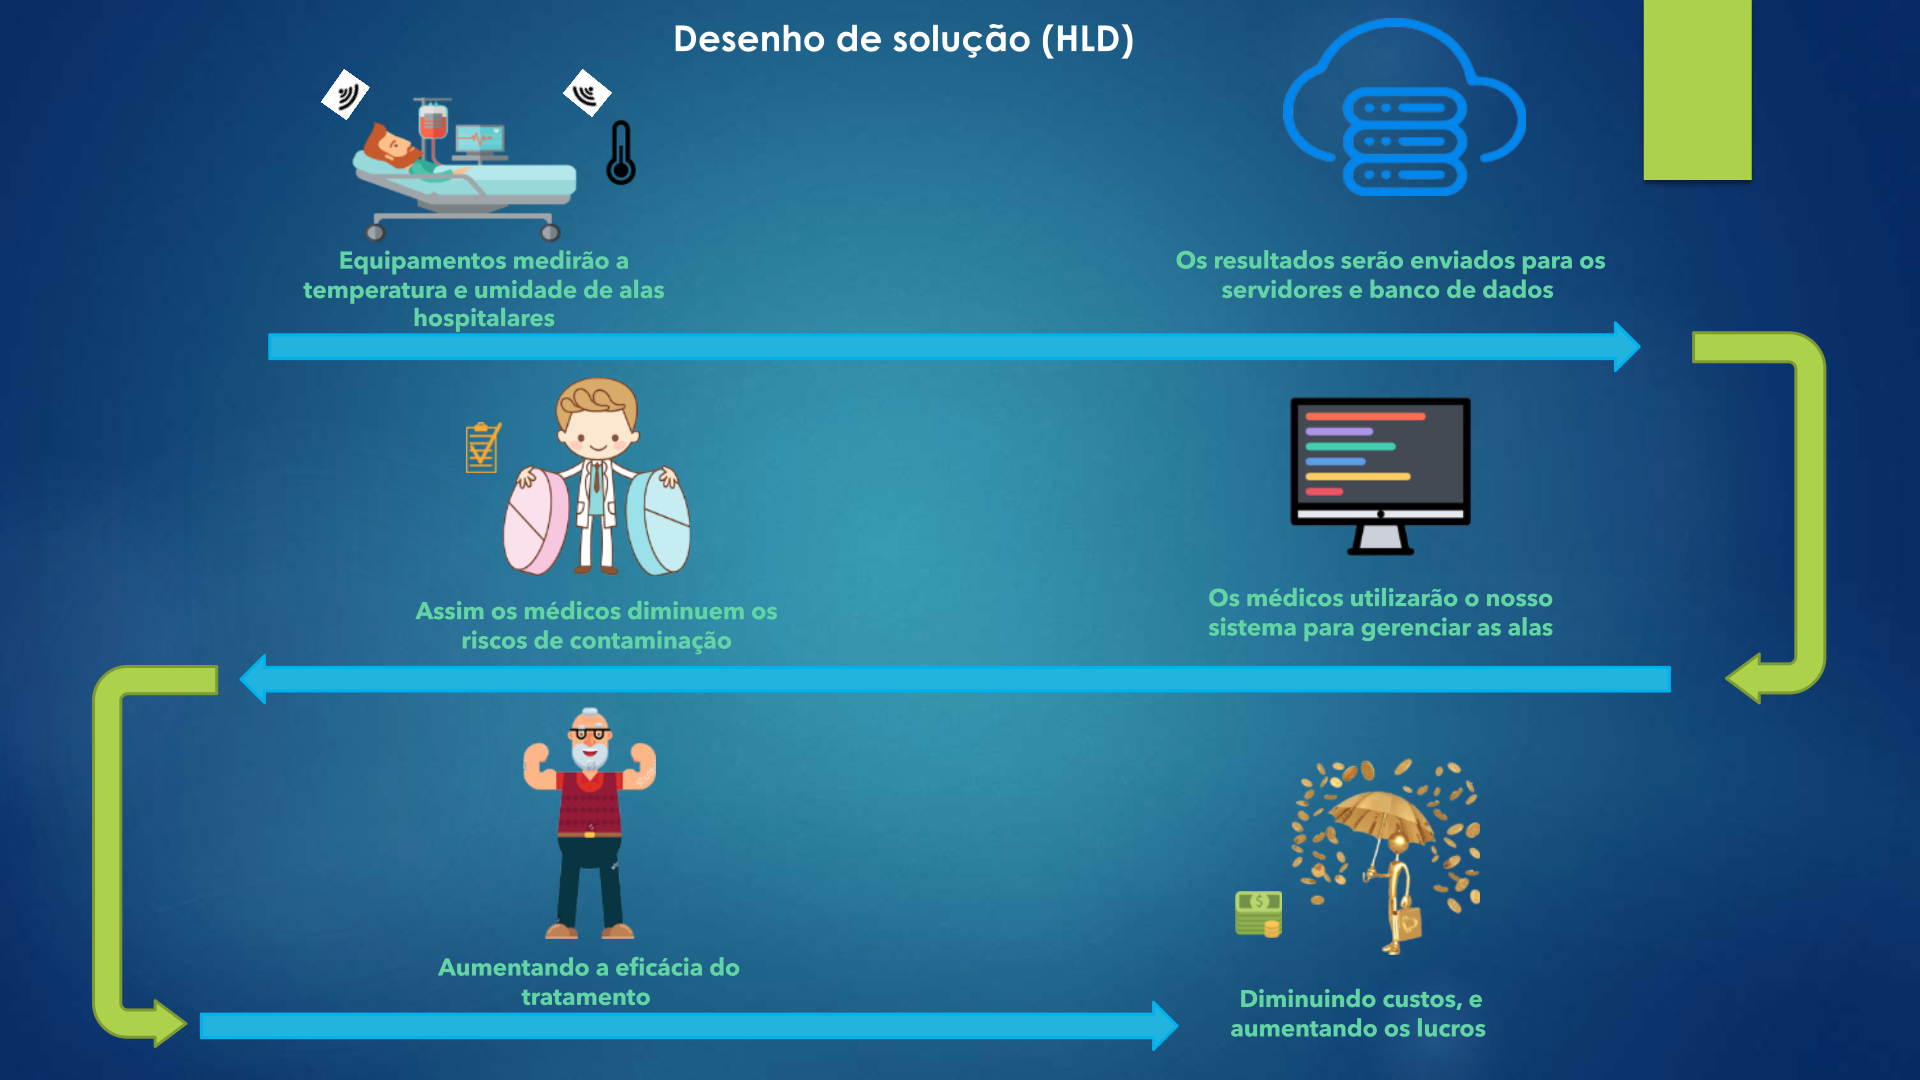 Desenho de solução (HLD)
Equipamentos medirão a
temperatura e umidade de alas
hospitalares
Os resultados serão enviados para os
servidores e banco de dados
Os médicos utilizarão o nosso
sistema para gerenciar as alas
Assim os médicos diminuem os
riscos de contaminação
Aumentando a eficácia do
tratamento
Diminuindo custos, e
aumentando os lucros